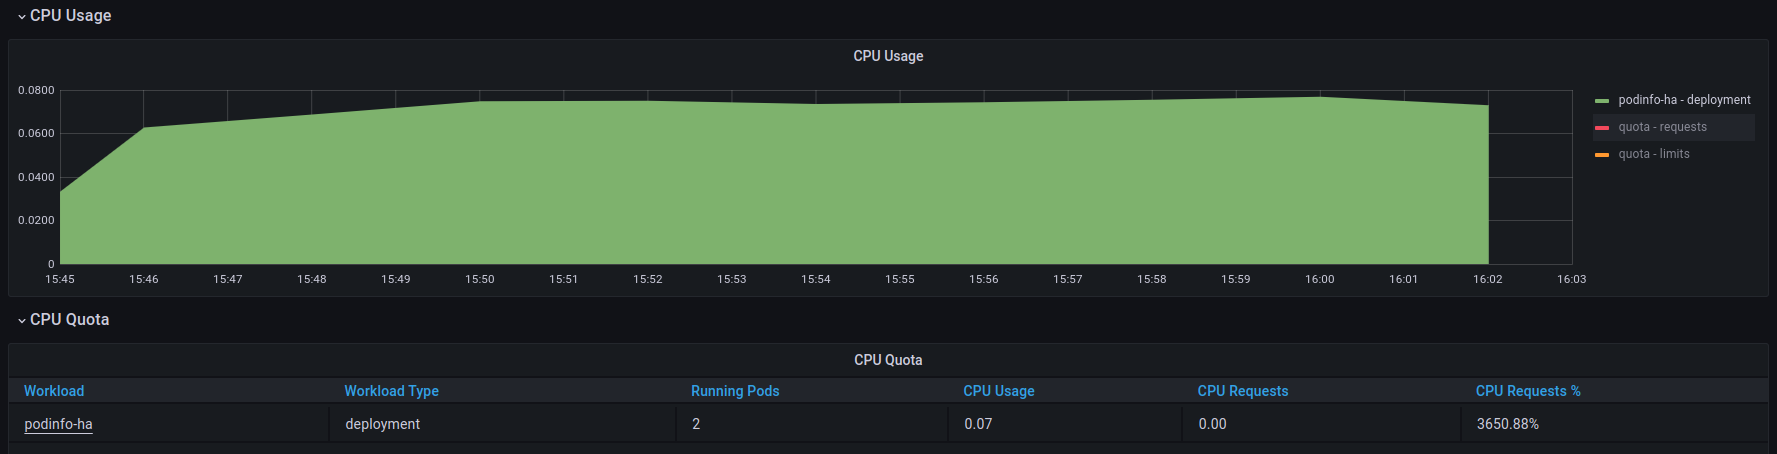 CPU Usage
CPU Usage
0.0800
0.0600
0.0400
0.0200
0
15:45 15:46 15:47 15:48 15:49 15:50 15:51 15:52 15:53 15:54 15:55 15:56 15:57 15:58 15:59 16:00 16:01 16:02 16:03
podinfo-ha - deployment
quota - requests
quota - limits
CPU Quota
CPU Quota
Workload Workload Type Running Pods CPU Usage CPU Requests CPU Requests %
podinfo-ha deployment 2 0.07 0.00 3650.88%